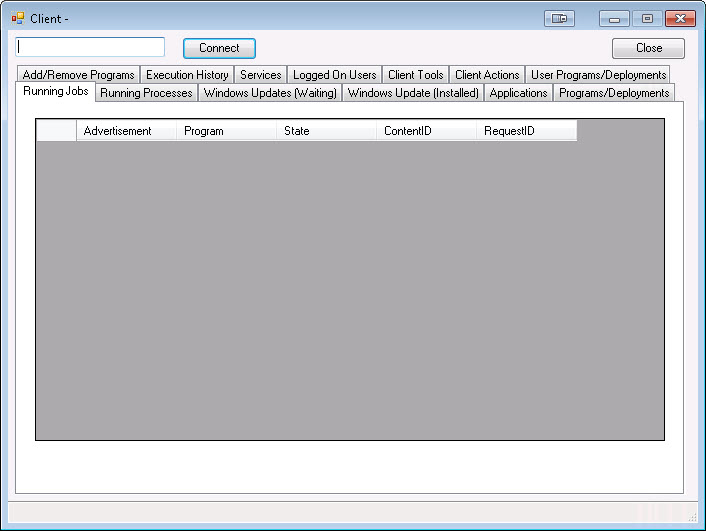 Client -
Connect Close
Add/Remove Programs Execution History Services Logged On Users Client Tools Client Actions User Programs/Deployments
Running Jobs Running Processes Windows Updates (Waiting) Windows Update (Installed) Applications Programs/Deployments
Advertisement Program State ContentID RequestID